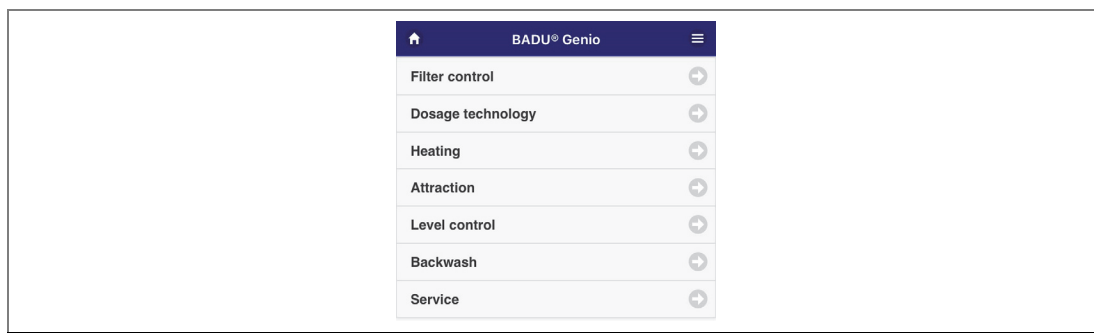 BADU® Genio
Filter control
Dosage technology
Heating
Attraction
Level control
Backwash
Service